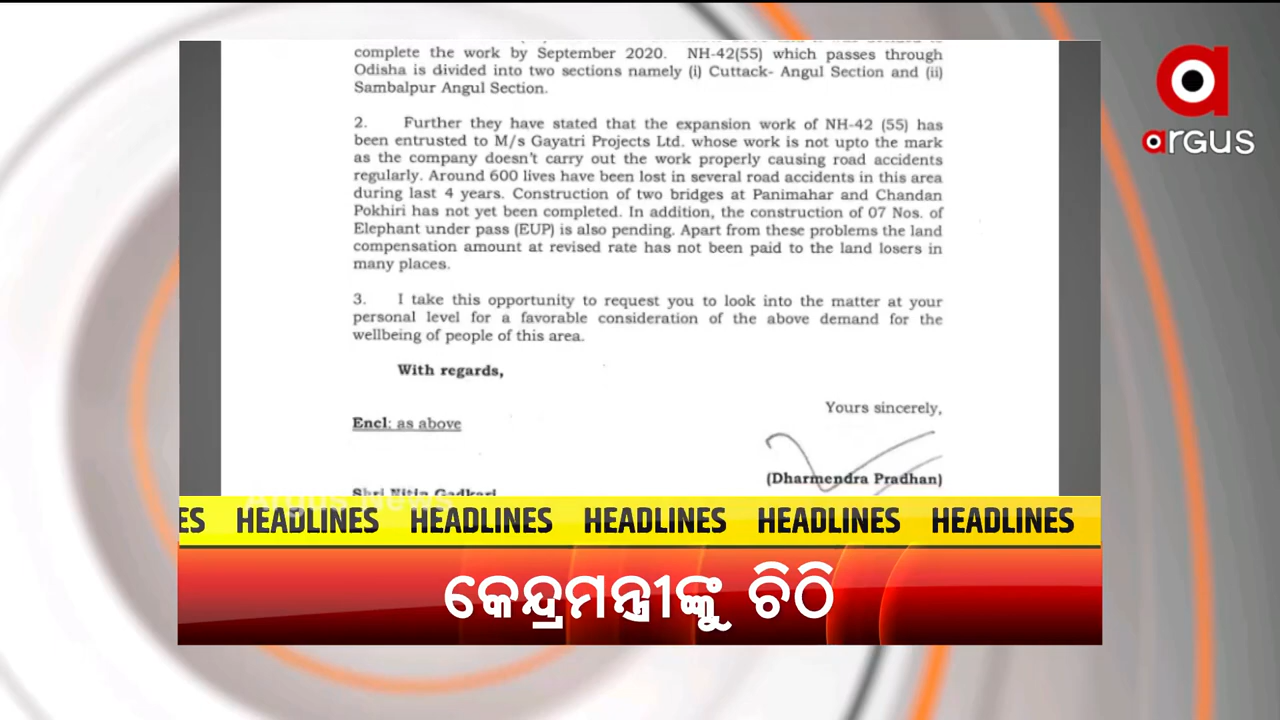 complete the work by September 2020. NH-42(55) which passes through
Odisha is divided into two sections namely (i) Cuttack- Angul Section and (ii)
Sambalpur Angul Section.
2. Further they have stated that the expansion work of NH-42 (55) has
been entrusted to M/s Gayatri Projects Ltd. whose work is not upto the mark
as the company doesn't carry out the work properly causing road accidents
regularly. Around 600 lives have been lost in several road accidents in this area
during last 4 years. Construction of two bridges at Panimahar and Chandan
Pokhiri has not yet been completed. In addition, the construction of 07 Nos. of
Elephant under pass (EUP) is also pending. Apart from these problems the land
compensation amount at revised rate has not been paid to the land losers in
many places.
3. I take this opportunity to request you to look into the matter at your
personal level for a favorable consideration of the above demand for the
wellbeing of people of this area.
With regards,
Yours sincerely,
Encl: as above
(Dharmendra Pradhan)
Shri Nitin Gadkari
Argus News
ES HEADLINES HEADLINES HEADLINES HEADLINES HEADLINES
କେନ୍ଦ୍ରମନ୍ତ୍ରୀଙ୍କୁ ଚିଠି
argus